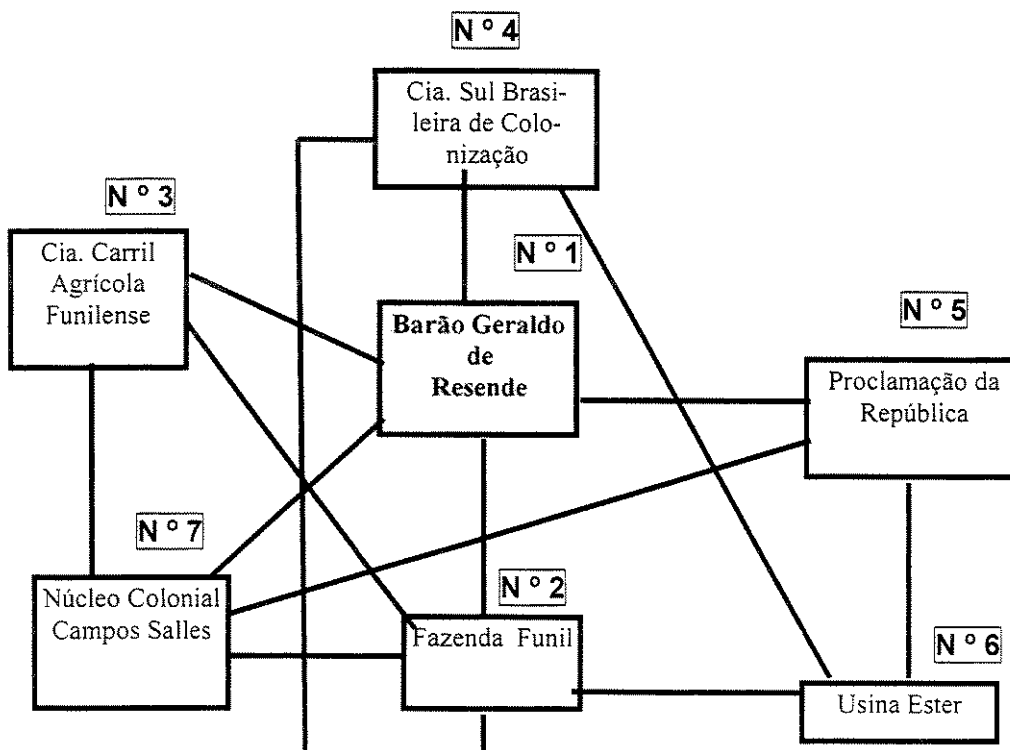 N º 4
Cia. Sul Brasi-
leira de Colo-
nização
N º 3
Cia. Carril
Agrícola
Funilense
N º 1
Barão Geraldo
de
Resende
N º 5
Proclamação da
República
N º 7
Núcleo Colonial
Campos Salles
N º 2
Fazenda Funil
N º 6
Usina Ester